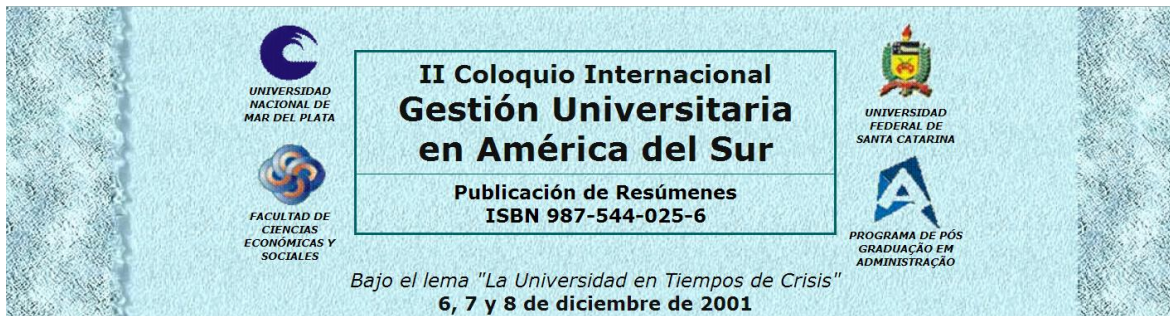 UNIVERSIDAD
NACIONAL DE
MAR DEL PLATA
FACULTAD DE
CIENCIAS
ECONÓMICAS Y
SOCIALES
II Coloquio Internacional
Gestión Universitaria
en América del Sur
Publicación de Resúmenes
ISBN 987-544-025-6
UNIVERSIDAD
FEDERAL DE
SANTA CATARINA
PROGRAMA DE PÓS
GRADUAÇÃO EM
ADMINISTRAÇÃO
Bajo el lema "La Universidad en Tiempos de Crisis"
6, 7 y 8 de diciembre de 2001